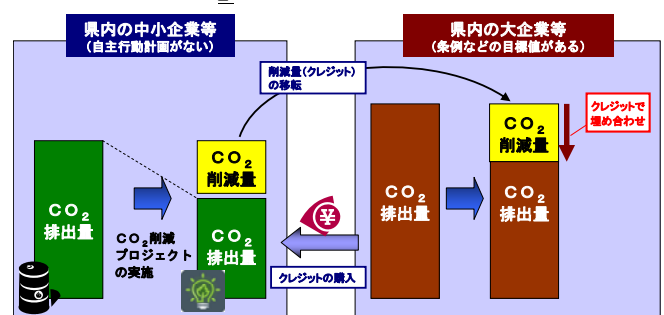 県内の中小企業等
（自主行動計画がない）
県内の大企業等
（条例などの目標値がある）
削減量（クレジット）
の移転
クレジットで
埋め合わせ
ＣＯ２
削減量
ＣＯ２
削減量
ＣＯ２
排出量
ＣＯ２
排出量
ＣＯ２
排出量
ＣＯ２
排出量
ＣＯ２削減
プロジェクト
の実施
¥
クレジットの購入